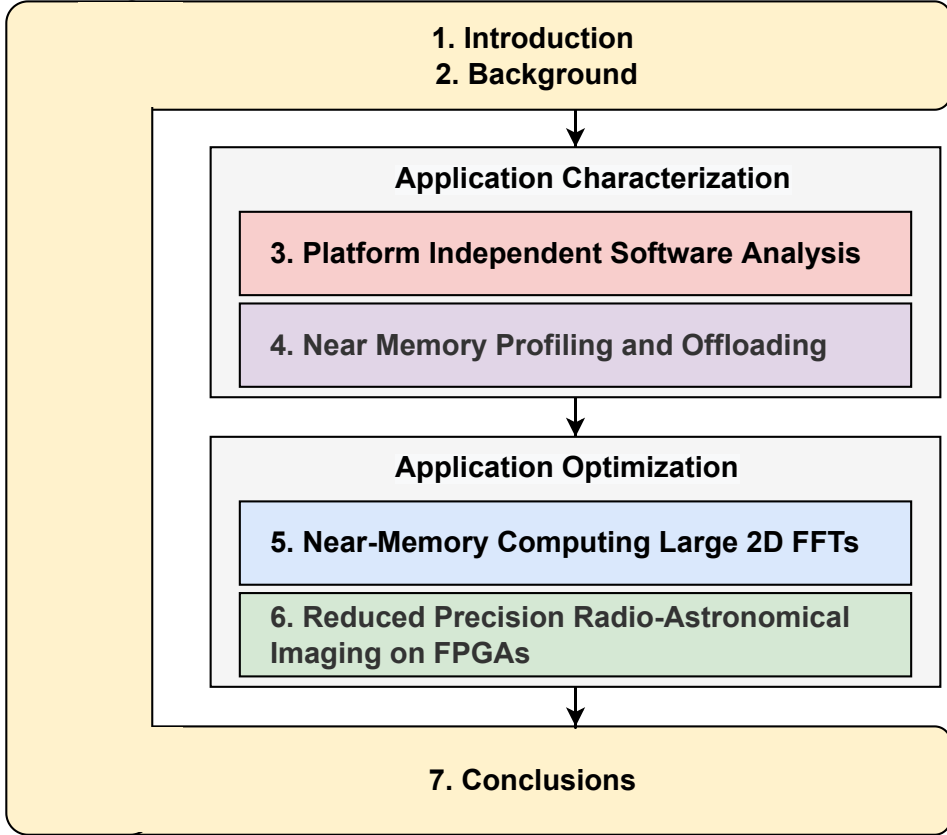 1. Introduction
2. Background
Application Characterization
3. Platform Independent Software Analysis
4. Near Memory Profiling and Offloading
Application Optimization
5. Near-Memory Computing Large 2D FFTs
6. Reduced Precision Radio-Astronomical
Imaging on FPGAs
7. Conclusions